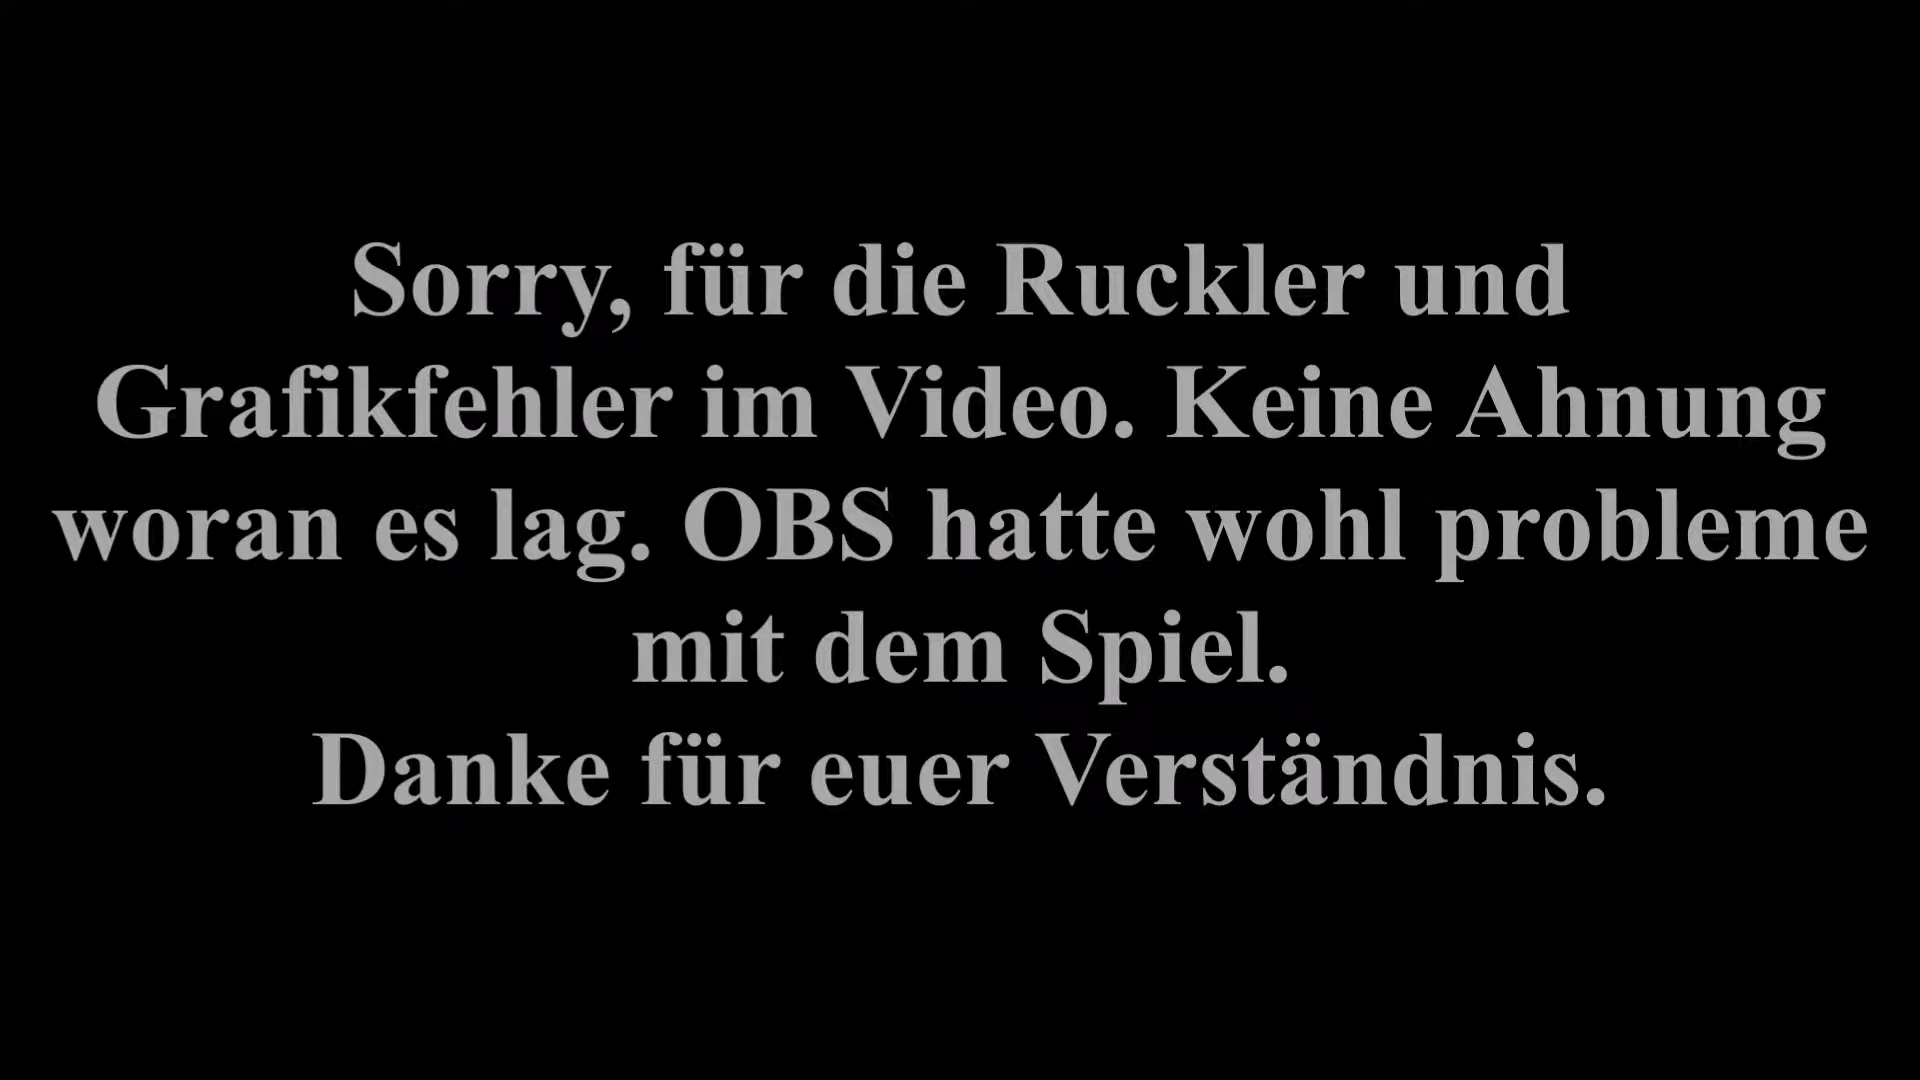 Sorry, für die Ruckler und
Grafikfehler im Video. Keine Ahnung
woran es lag. OBS hatte wohl probleme
mit dem Spiel.
Danke für euer Verständnis.